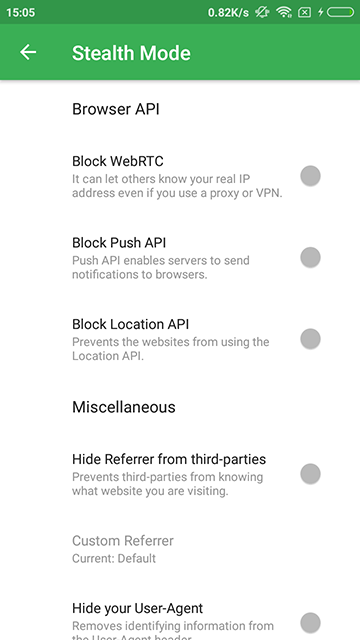 15:05 0.82K/s
Stealth Mode
Browser API
Block WebRTC
It can let others know your real IP
address even if you use a proxy or VPN.
Block Push API
Push API enables servers to send
notifications to browsers.
Block Location API
Prevents the websites from using the
Location API.
Miscellaneous
Hide Referrer from third-parties
Prevents third-parties from knowing
what website you are visiting.
Custom Referrer
Current: Default
Hide your User-Agent
Removes identifying information from
the User-Agent header